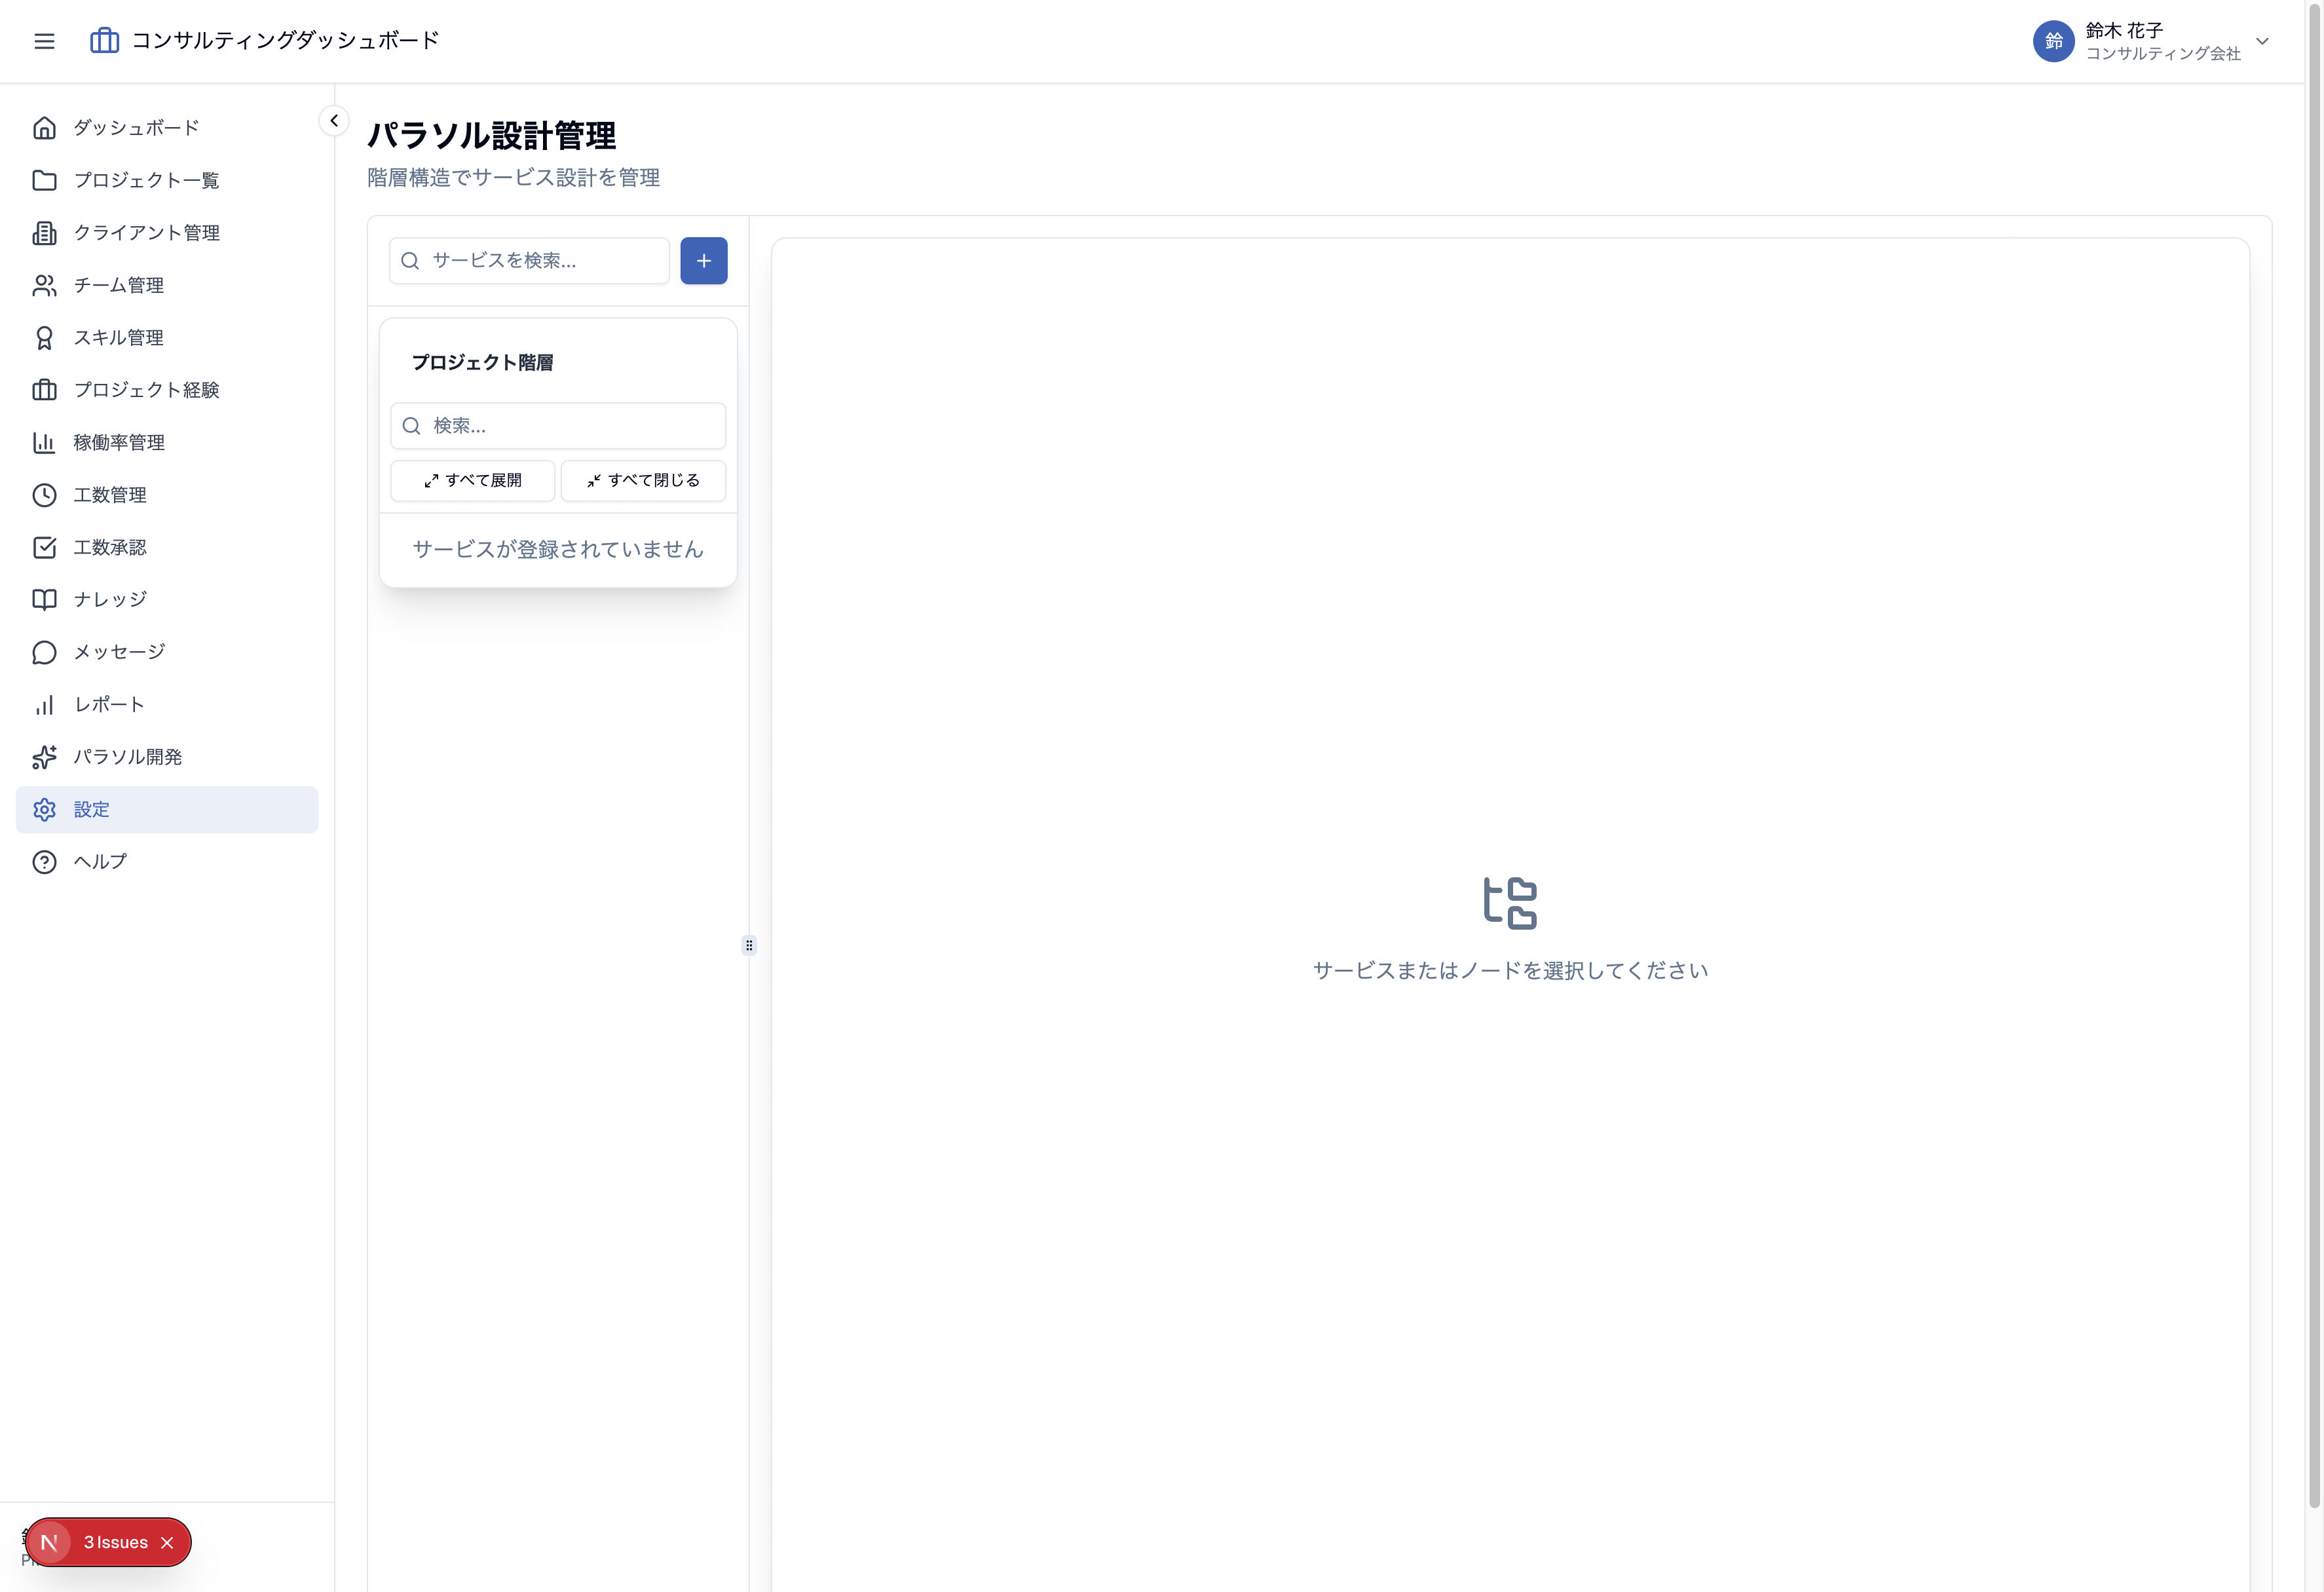 コンサルティングダッシュボード
鈴
鈴木 花子
コンサルティング会社
ダッシュボード
プロジェクト一覧
クライアント管理
チーム管理
スキル管理
プロジェクト経験
稼働率管理
工数管理
工数承認
ナレッジ
メッセージ
レポート
パラソル開発
設定
ヘルプ
パラソル設計管理
階層構造でサービス設計を管理
サービスを検索...
プロジェクト階層
検索...
すべて展開
すべて閉じる
サービスが登録されていません
サービスまたはノードを選択してください
N
3 Issues